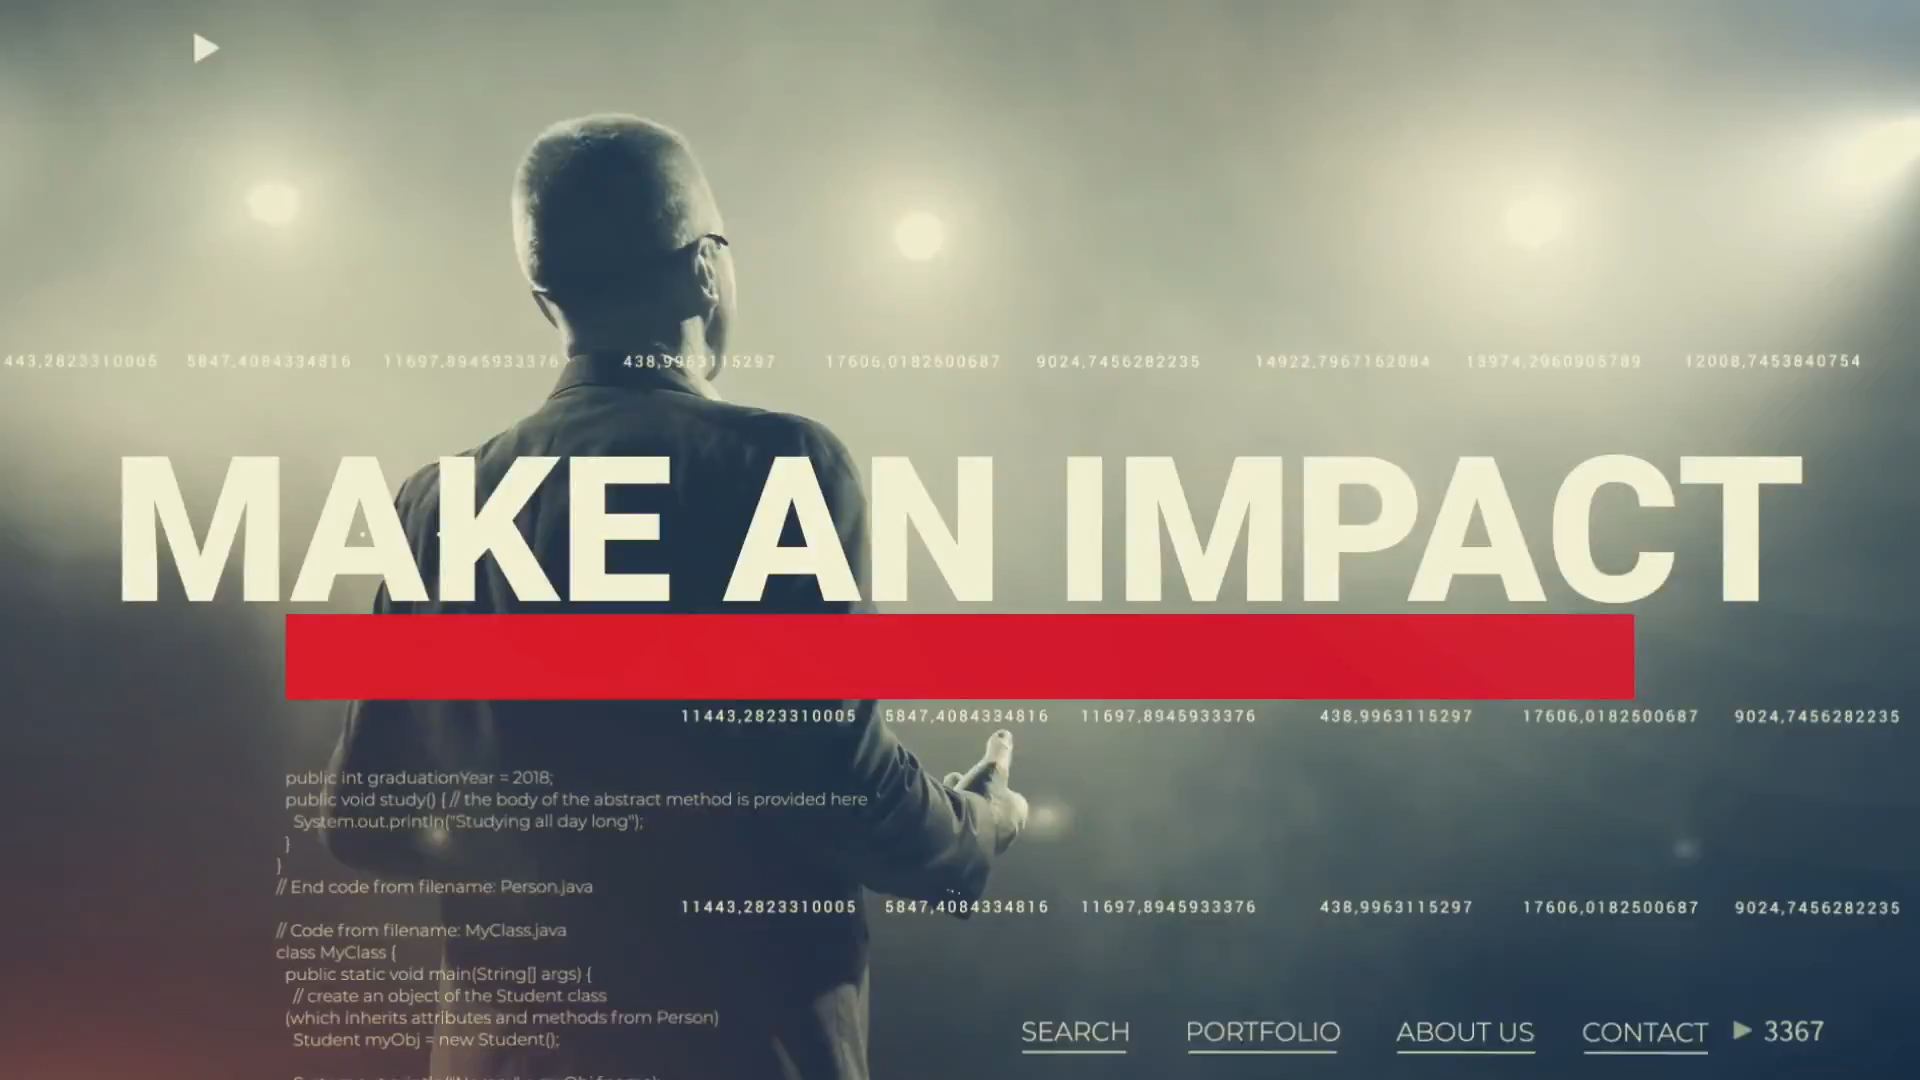 443,2823310005 5847,4084334816 11697,8945933376 438,9963115297 17606,0182500687 9024,7456282235 14922,7967162084 13974,2960905789 12008,7453840754
MAKE AN IMPACT
11443,2823310005 5847,4084334816 11697,8945933376 438,9963115297 17606,0182500687 9024,7456282235
public int graduationYear = 2018;
public void study() { // the body of the abstract method is provided here
System.out.println("Studying all day long");
}
}
// End code from filename: Person.java
11443,2823310005 5847,4084334816 11697,8945933376 438,9963115297 17606,0182500687 9024,7456282235
// Code from filename: MyClass.java
class MyClass {
public static void main(String[] args) {
// create an object of the Student class
(which inherits attributes and methods from Person)
Student myObj = new Student();
SEARCH PORTFOLIO ABOUT US CONTACT 3367